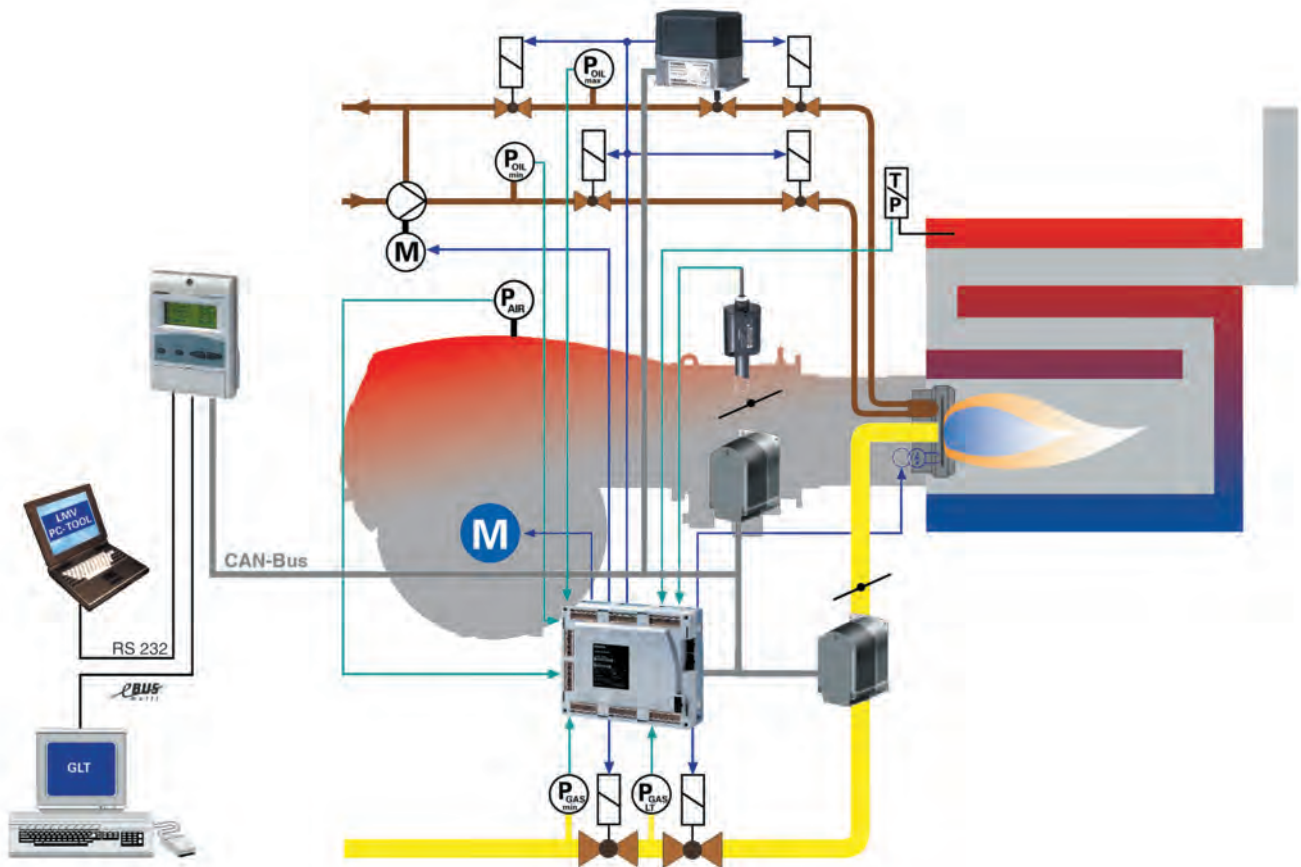 P
OIL
max
P
OIL
min
T/P
M
P
AIR
LMV
PC-TOOL
M
CAN-Bus
RS 232
eBUS
GLT
P
GAS
min
P
GAS
LT